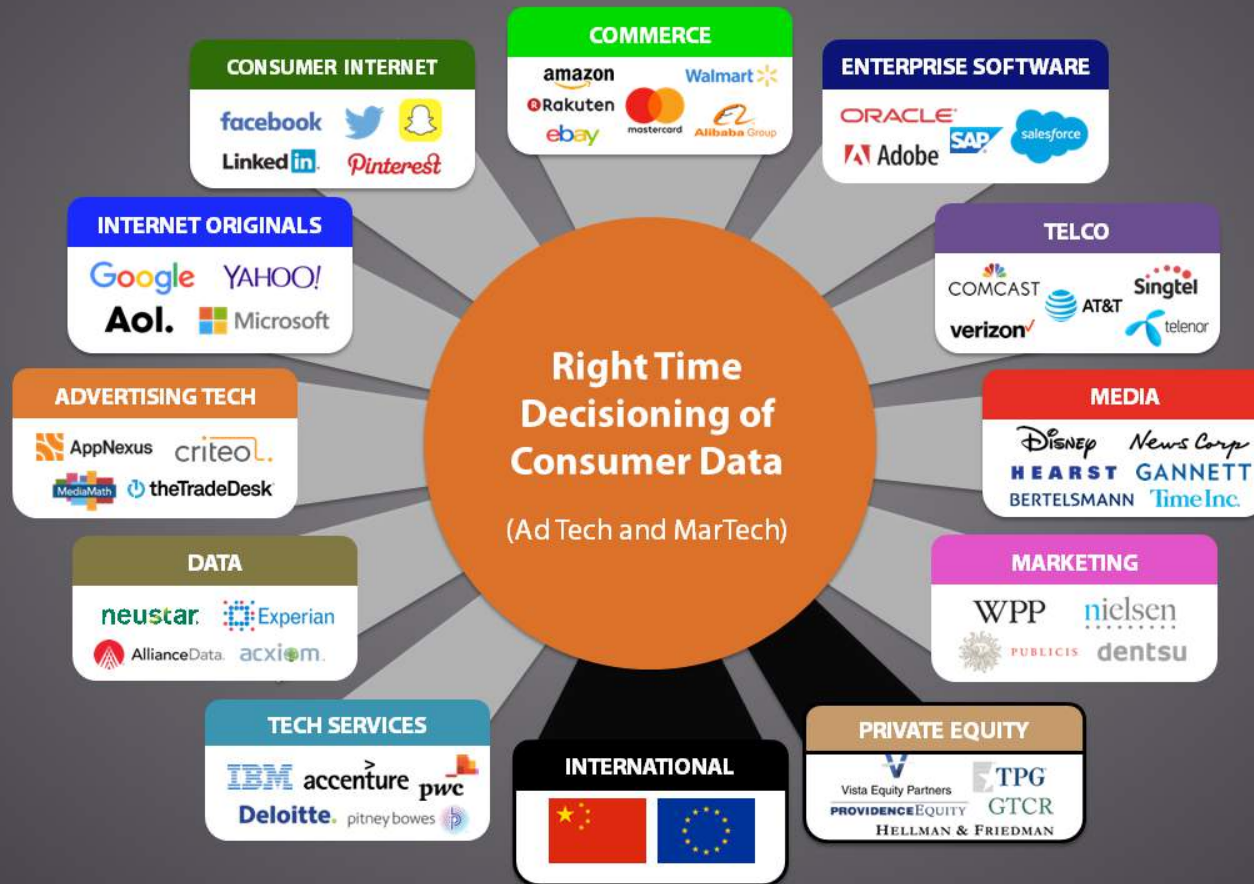 COMMERCE
amazon
Walmart
Rakuten
mastercard
ebay
Alibaba Group
CONSUMER INTERNET
facebook
Linked in
Pinterest
ENTERPRISE SOFTWARE
ORACLE
SAP
salesforce
Adobe
INTERNET ORIGINALS
Google YAHOO!
Aol. Microsoft
TELCO
COMCAST
AT&T
Singtel
verizon
telenor
ADVERTISING TECH
AppNexus criteo
MediaMath theTradeDesk
Right Time
Decisioning of
Consumer Data
(Ad Tech and MarTech)
MEDIA
Disney News Corp
HEARST GANNETT
BERTELSMANN Time Inc.
DATA
neustar. Experian
AllianceData. acxiom.
MARKETING
WPP nielsen
PUBLICIS dentsu
TECH SERVICES
IBM accenture pwc
Deloitte. pitney bowes
INTERNATIONAL
PRIVATE EQUITY
Vista Equity Partners
TPG
PROVIDENCE EQUITY
GTCR
HELLMAN & FRIEDMAN